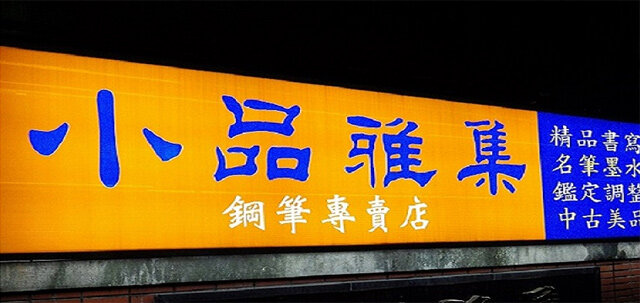 小品雅集
鋼筆專賣店
精品書寫
名筆墨水
鑑定調整
中古美品